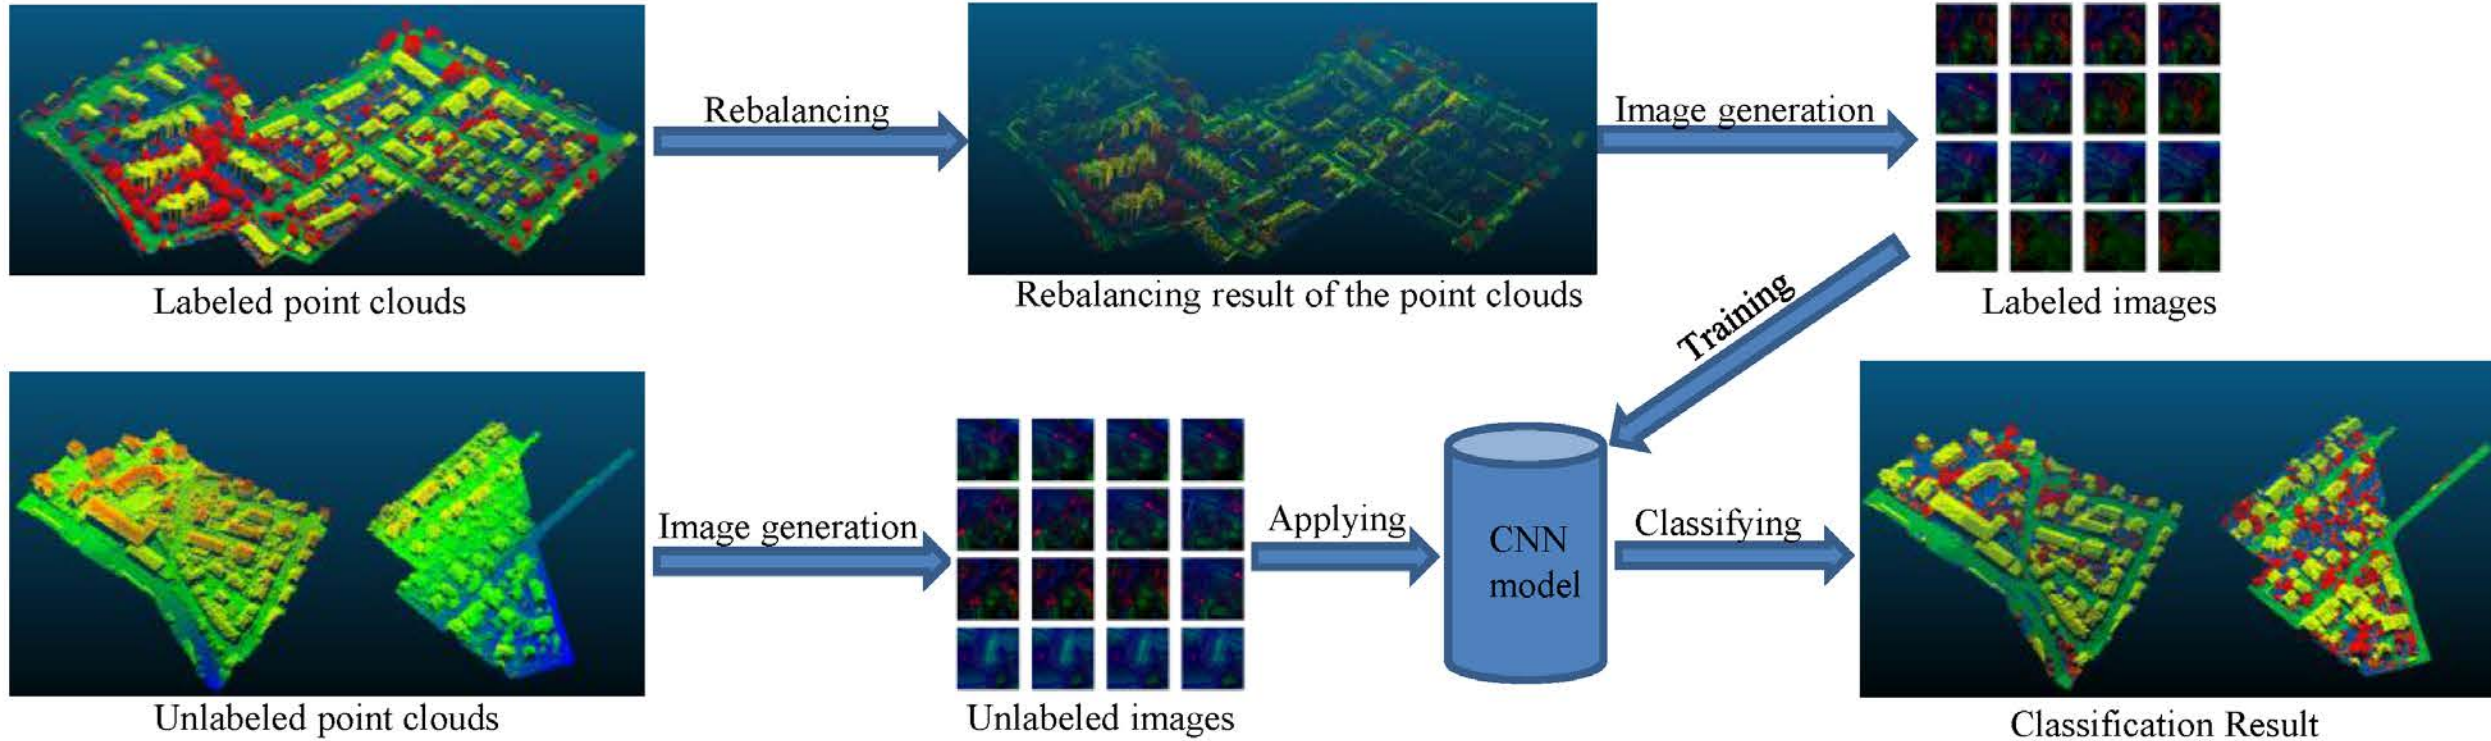 Rebalancing
Image generation
Labeled point clouds
Rebalancing result of the point clouds
Labeled images
Training
Image generation
Applying
CNN
model
Classifying
Unlabeled point clouds
Unlabeled images
Classification Result